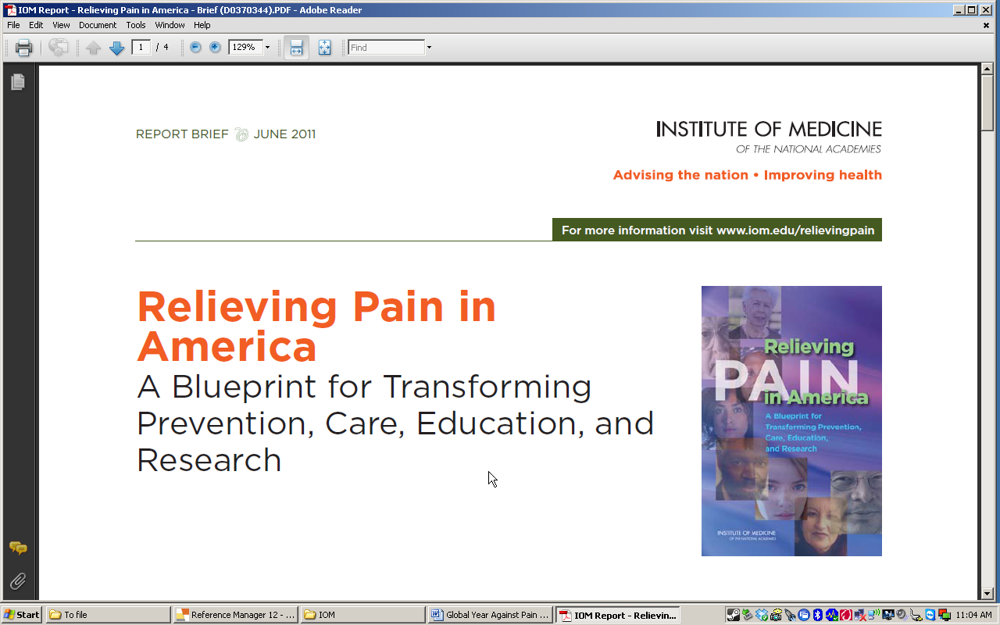 IOM Report - Relieving Pain in America - Brief (D0370344).PDF - Adobe Reader
File Edit View Document Tools Window Help
1 / 4 129% Find
REPORT BRIEF JUNE 2011
INSTITUTE OF MEDICINE
OF THE NATIONAL ACADEMIES
Advising the nation • Improving health
For more information visit www.iom.edu/relievingpain
Relieving Pain in
America
A Blueprint for Transforming
Prevention, Care, Education, and
Research
Relieving
PAIN
in America
A Blueprint for
Transforming Prevention,
Care, Education,
and Research
INSTITUTE OF MEDICINE
OF THE NATIONAL ACADEMIES
Start To file Reference Manager 12 - ... IOM Global Year Against Pain ... IOM Report - Relievin... 11:04 AM